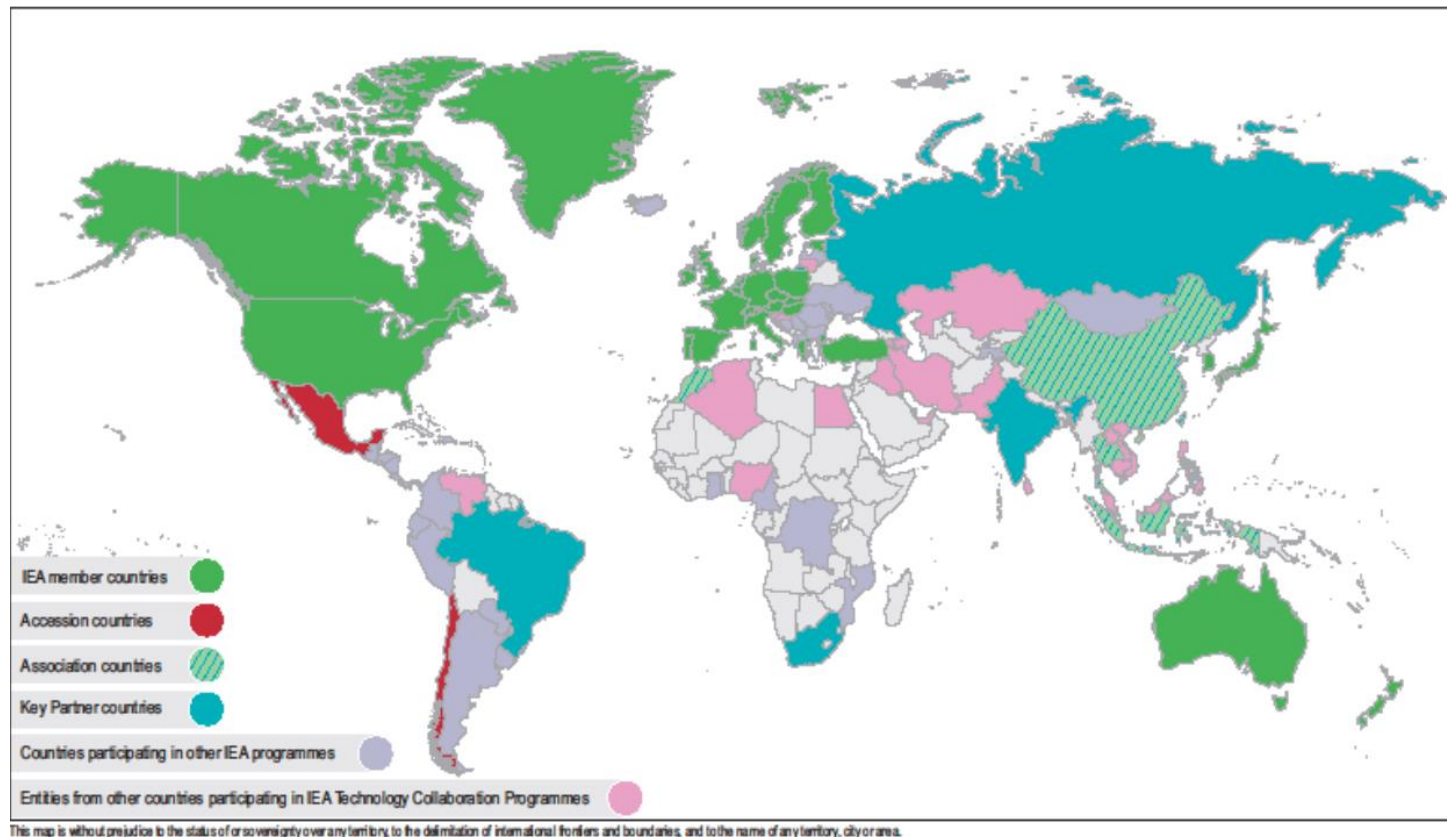 IEA member countries
Accession countries
Association countries
Key Partner countries
Countries participating in other IEA programmes
Entities from other countries participating in IEA Technology Collaboration Programmes
This map is without prejudice to the status of or sovereignty over any territory, to the delimitation of international frontiers and boundaries, and to the name of any territory, city or area.